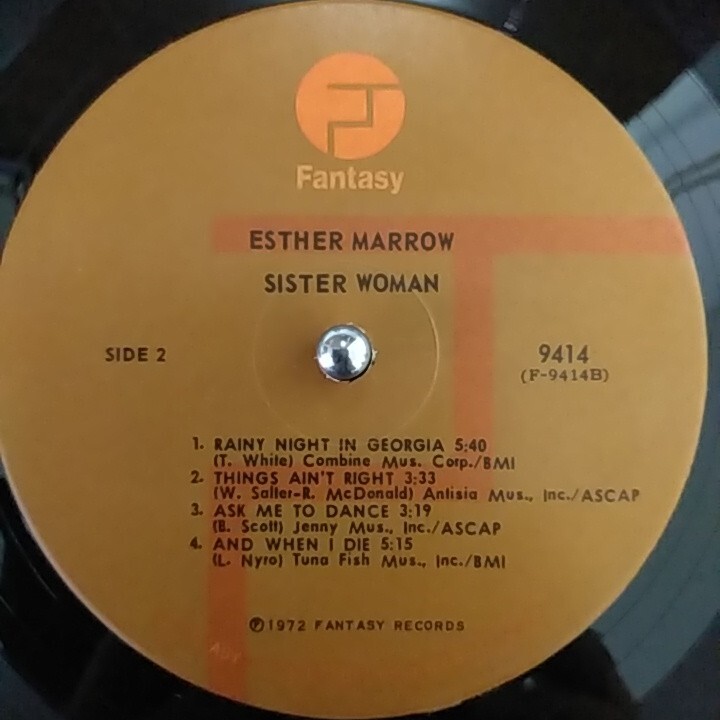 Fantasy
ESTHER MARROW
SISTER WOMAN
SIDE 2
9414
(F-9414B)
1. RAINY NIGHT IN GEORGIA 5:40
(T. White) Combine Mus. Corp./BMI
2. THINGS AIN'T RIGHT 3:33
(W. Salter-R. McDonald) Antisia Mus., Inc./ASCAP
3. ASK ME TO DANCE 3:19
(B. Scott) Jenny Mus., Inc./ASCAP
4. AND WHEN I DIE 5:15
(L. Nyro) Tuna Fish Mus., Inc./BMI
℗1972 FANTASY RECORDS